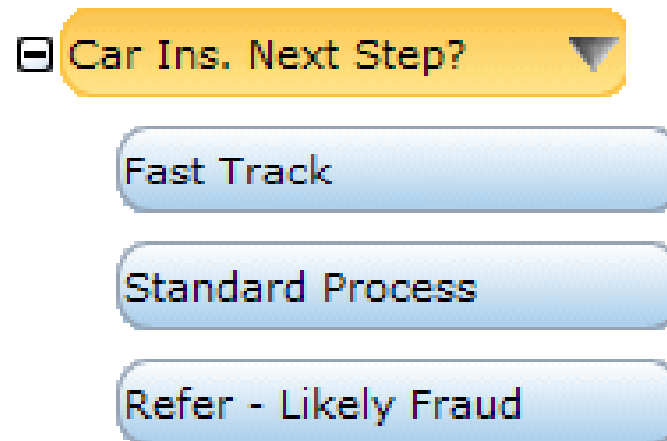 Car Ins. Next Step?
Fast Track
Standard Process
Refer - Likely Fraud